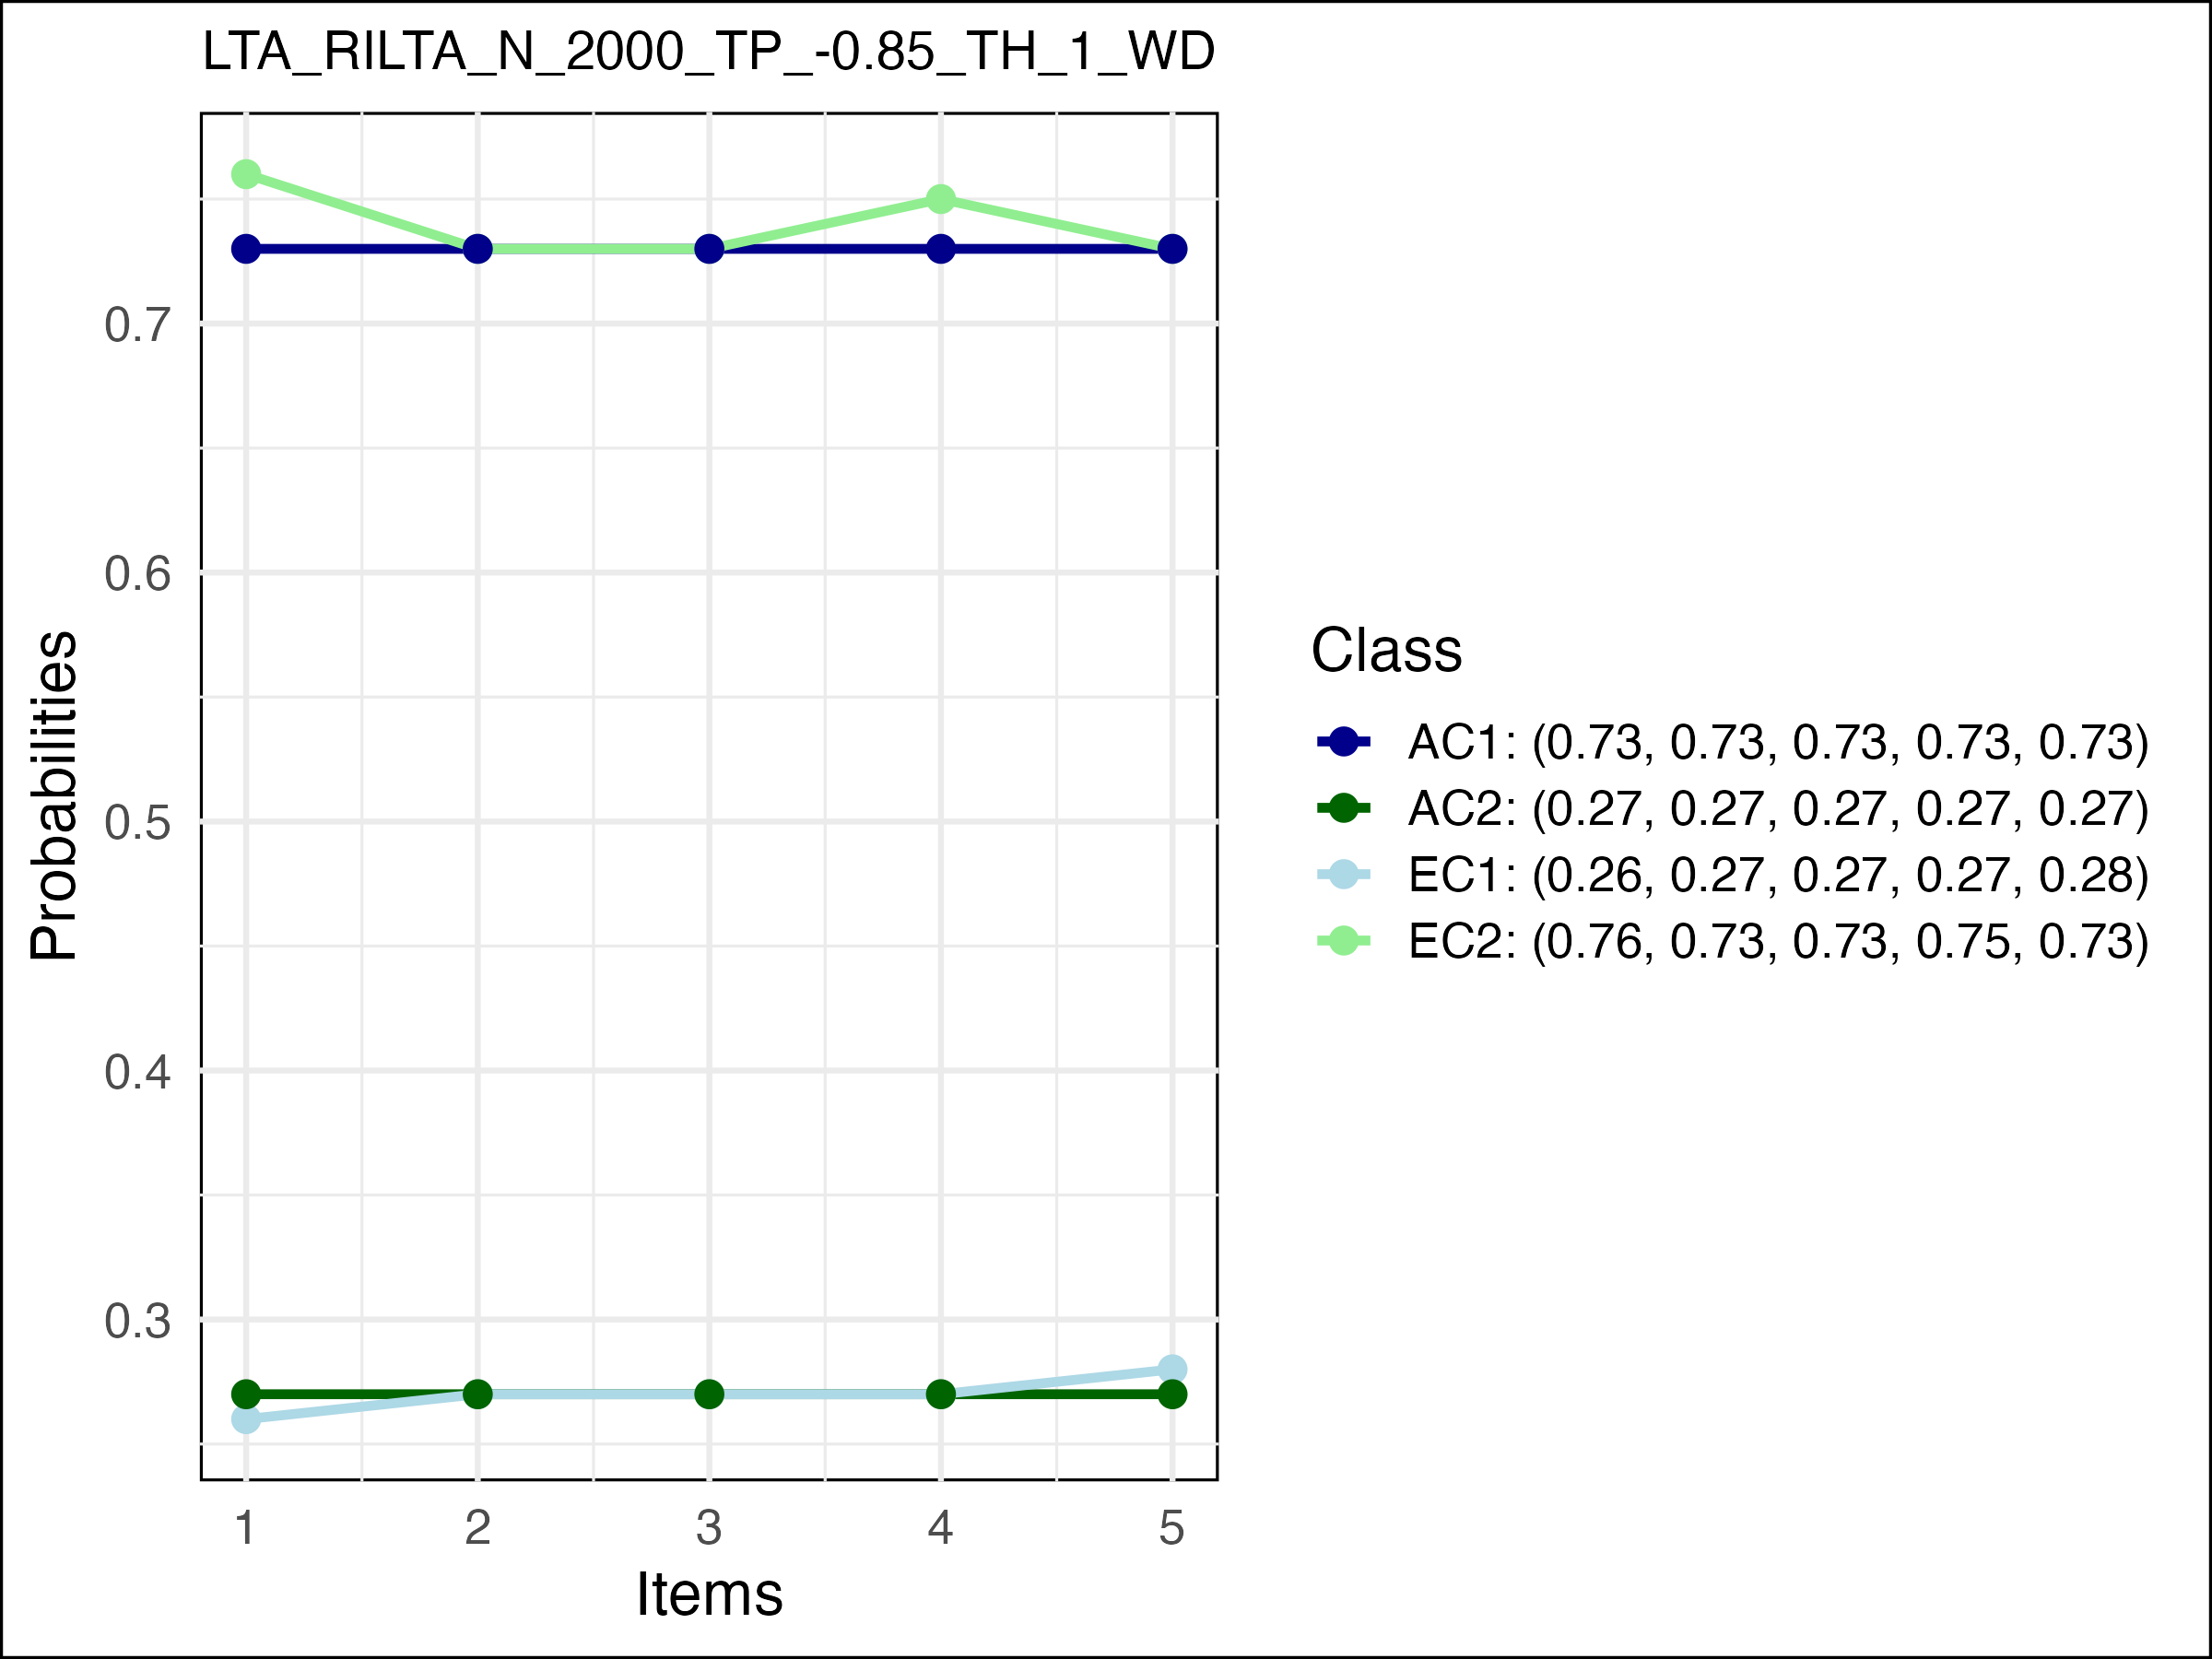 LTA_RILTA_N_2000_TP_-0.85_TH_1_WD
Probabilities
0.7
0.6
0.5
0.4
0.3
1 2 3 4 5
Items
Class
AC1: (0.73, 0.73, 0.73, 0.73, 0.73)
AC2: (0.27, 0.27, 0.27, 0.27, 0.27)
EC1: (0.26, 0.27, 0.27, 0.27, 0.28)
EC2: (0.76, 0.73, 0.73, 0.75, 0.73)